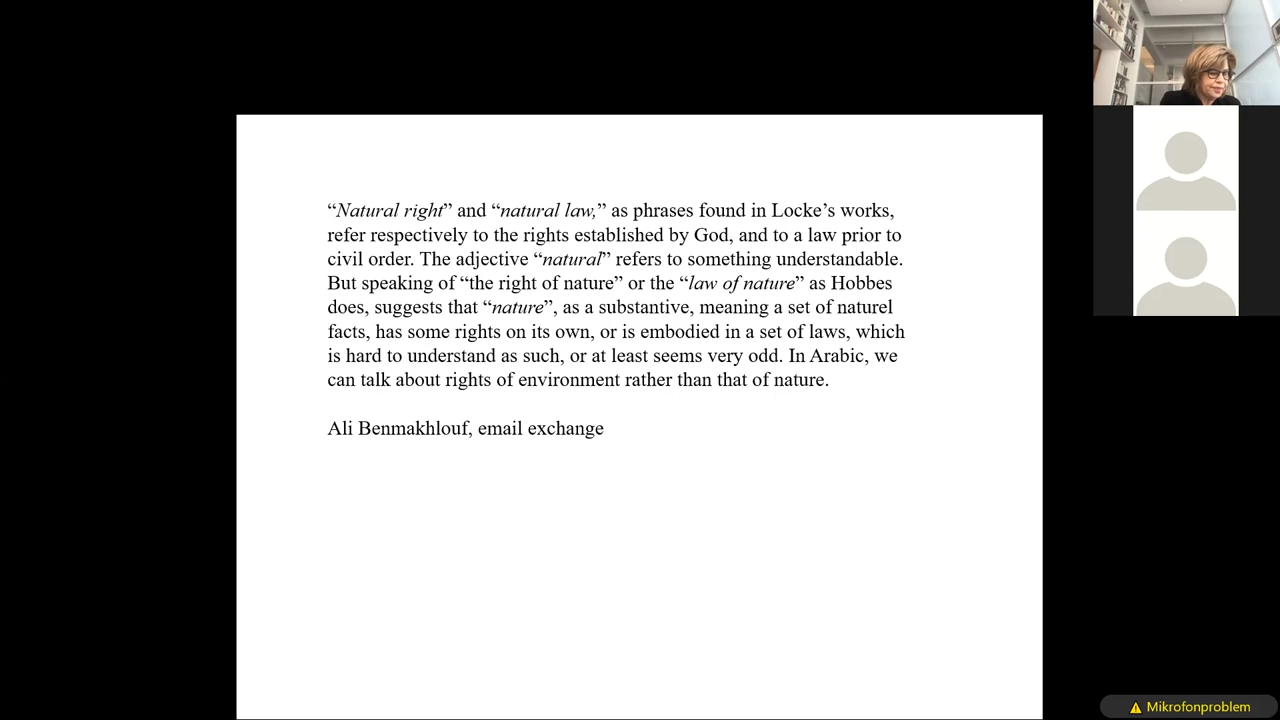 “Natural right” and “natural law,” as phrases found in Locke’s works,
refer respectively to the rights established by God, and to a law prior to
civil order. The adjective “natural” refers to something understandable.
But speaking of “the right of nature” or the “law of nature” as Hobbes
does, suggests that “nature”, as a substantive, meaning a set of naturel
facts, has some rights on its own, or is embodied in a set of laws, which
is hard to understand as such, or at least seems very odd. In Arabic, we
can talk about rights of environment rather than that of nature.
Ali Benmakhlouf, email exchange
Mikrofonproblem